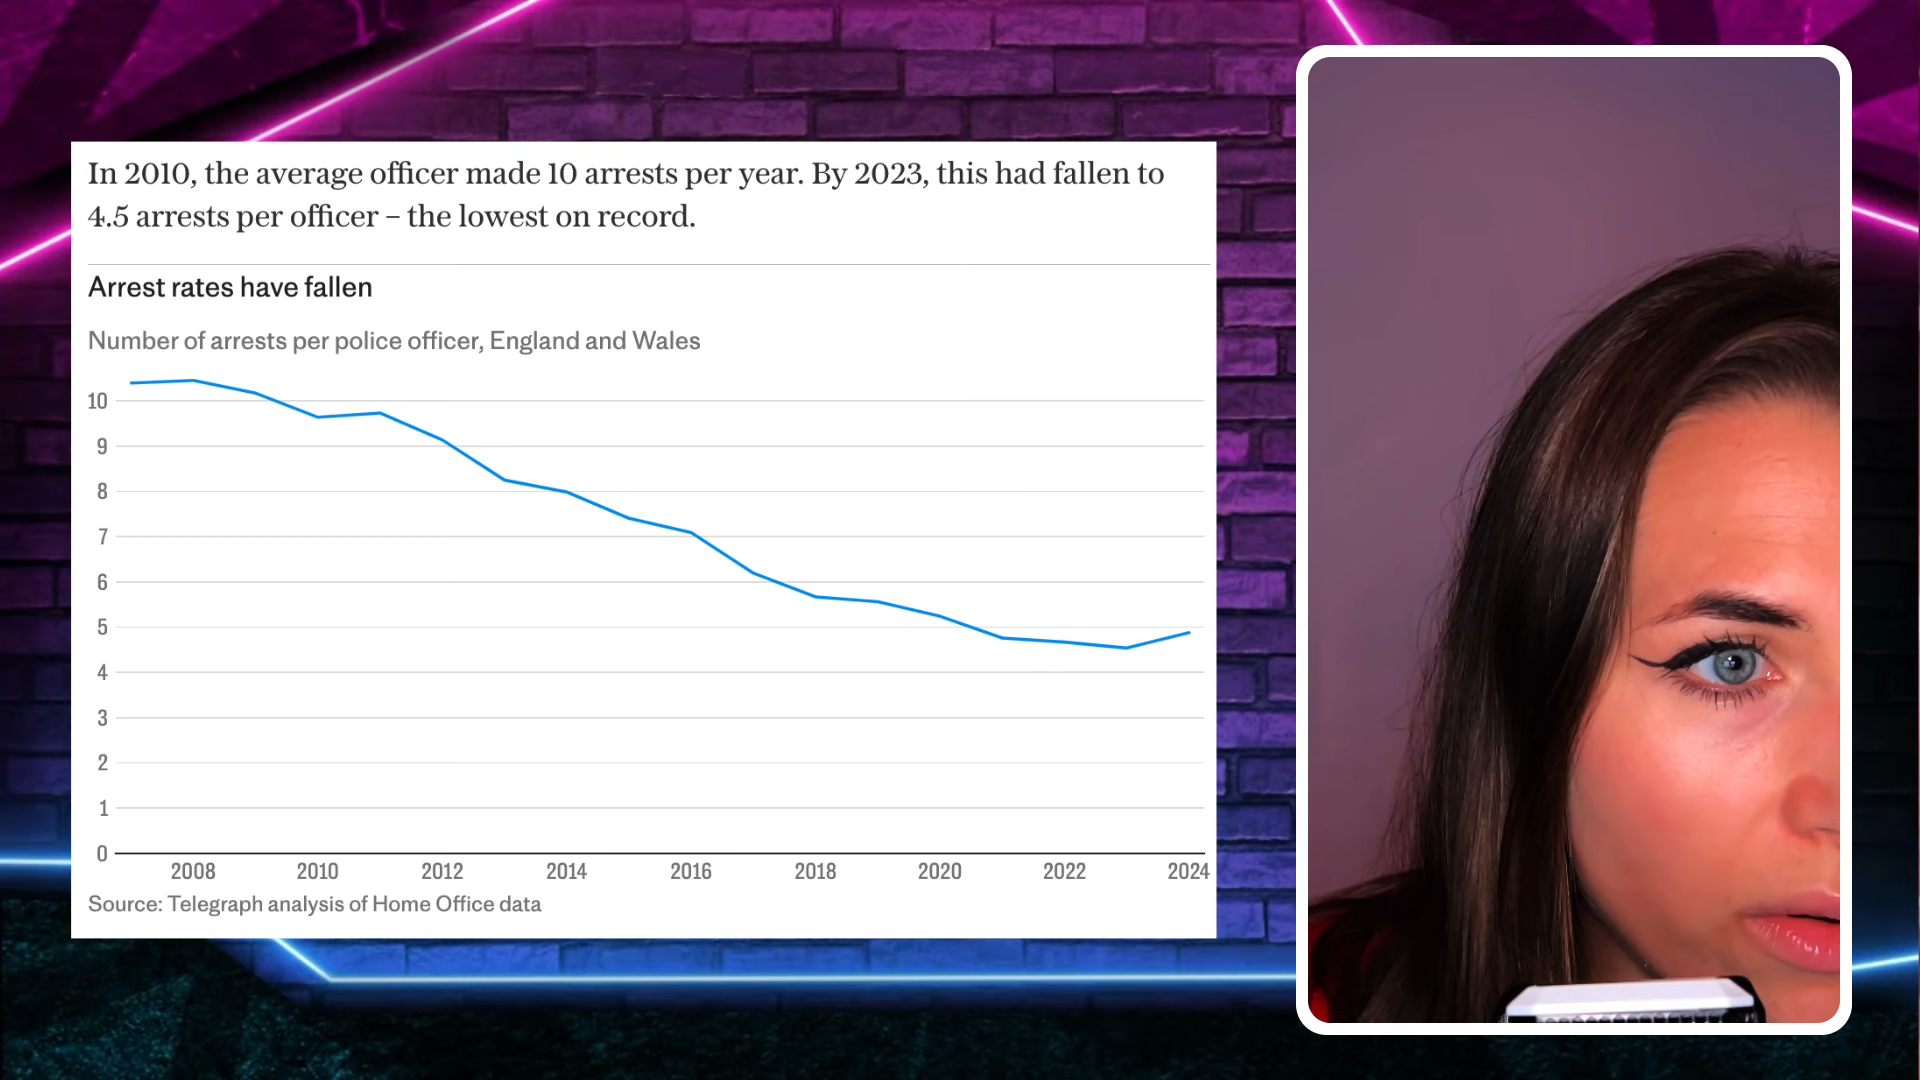 In 2010, the average officer made 10 arrests per year. By 2023, this had fallen to
4.5 arrests per officer – the lowest on record.
Arrest rates have fallen
Number of arrests per police officer, England and Wales
10
9
8
7
6
5
4
3
2
1
0
2008 2010 2012 2014 2016 2018 2020 2022 2024
Source: Telegraph analysis of Home Office data